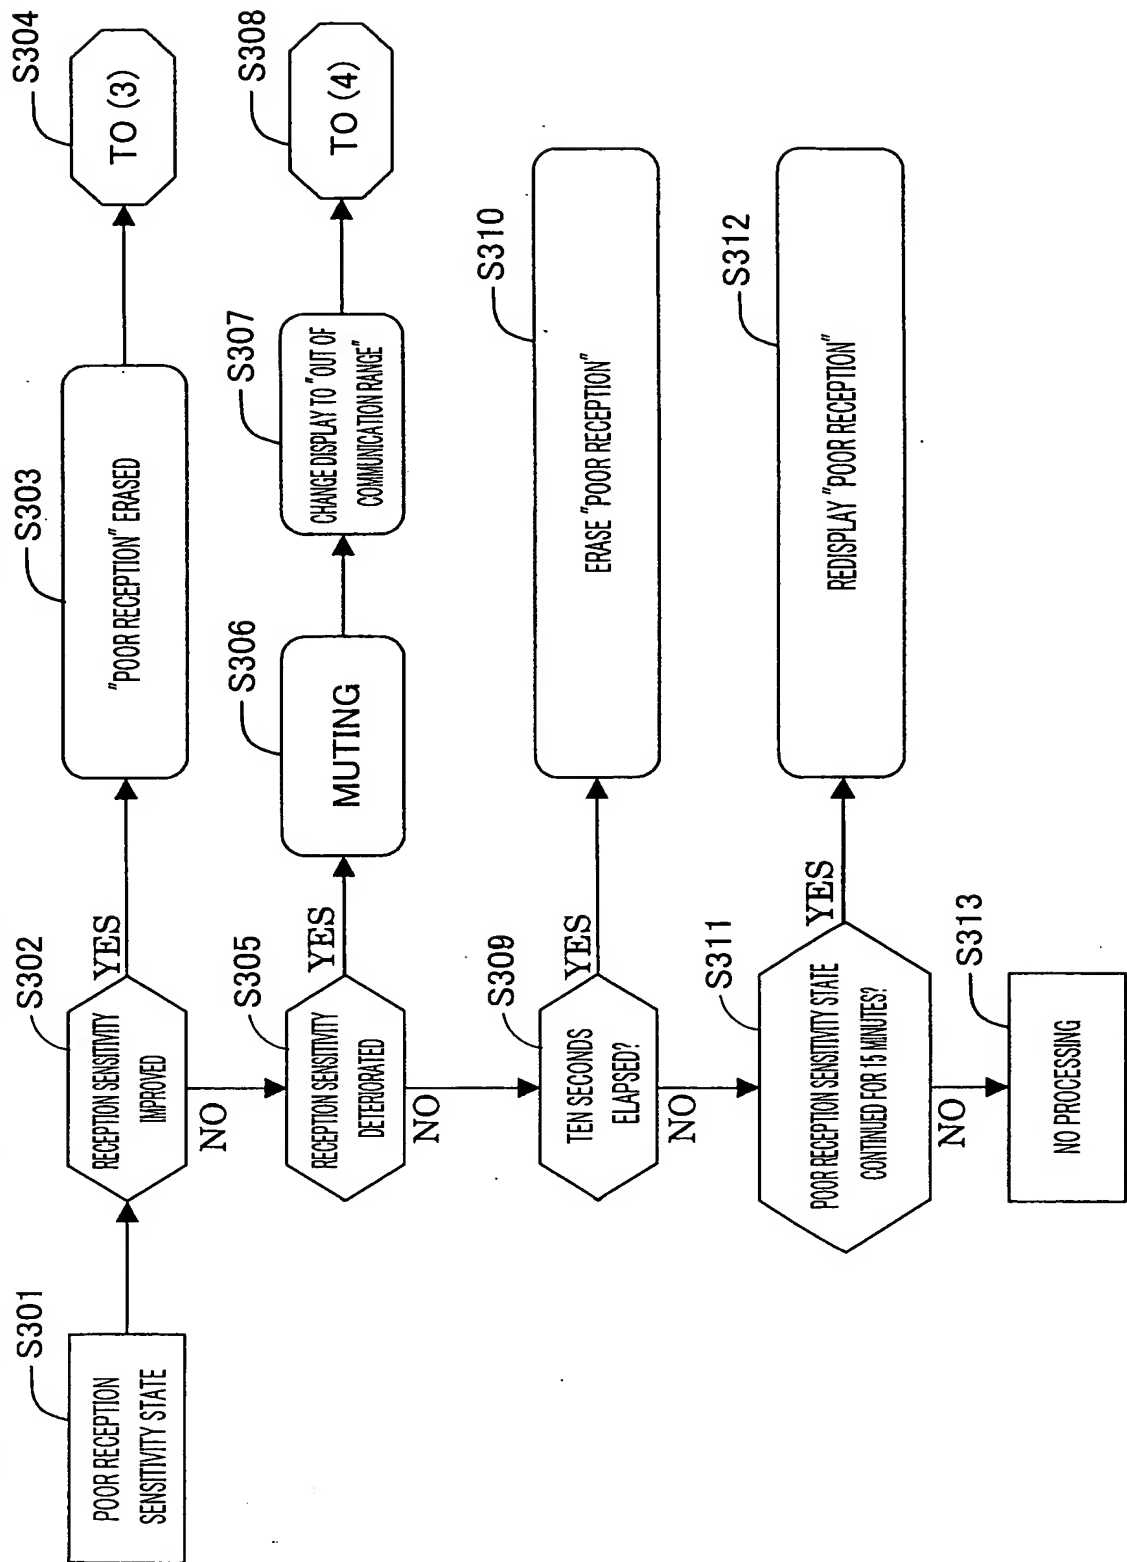 S301
POOR RECEPTION
SENSITIVITY STATE
S302
RECEPTION SENSITIVITY
IMPROVED
YES
NO
S303
"POOR RECEPTION" ERASED
S304
TO (3)
S305
RECEPTION SENSITIVITY
DETERIORATED
YES
NO
S306
MUTING
S307
CHANGE DISPLAY TO "OUT OF
COMMUNICATION RANGE"
S308
TO (4)
S309
TEN SECONDS
ELAPSED?
YES
NO
S310
ERASE "POOR RECEPTION"
S311
POOR RECEPTION SENSITIVITY STATE
CONTINUED FOR 15 MINUTES?
YES
NO
S312
REDISPLAY "POOR RECEPTION"
S313
NO PROCESSING